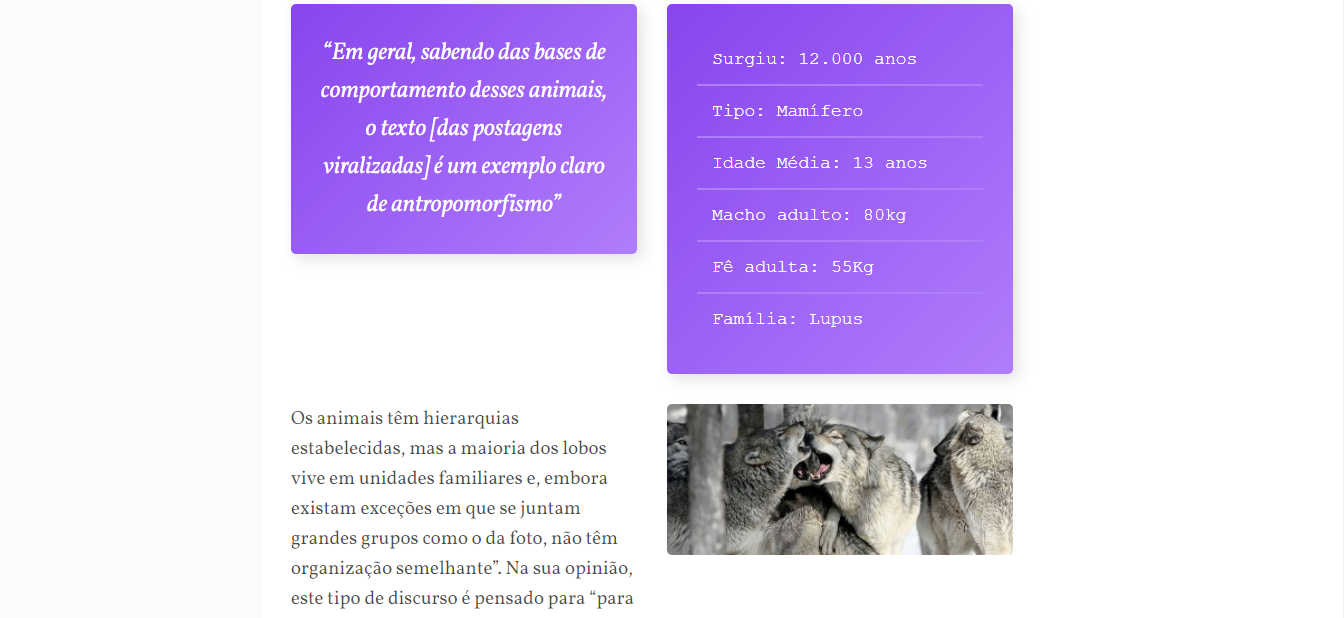 “Em geral, sabendo das bases de
comportamento desses animais,
o texto [das postagens
viralizadas] é um exemplo claro
de antropomorfismo”
Surgiu: 12.000 anos
Tipo: Mamífero
Idade Média: 13 anos
Macho adulto: 80kg
Fê adulta: 55Kg
Família: Lupus
Os animais têm hierarquias
estabelecidas, mas a maioria dos lobos
vive em unidades familiares e, embora
existam exceções em que se juntam
grandes grupos como o da foto, não têm
organização semelhante”. Na sua opinião,
este tipo de discurso é pensado para “para